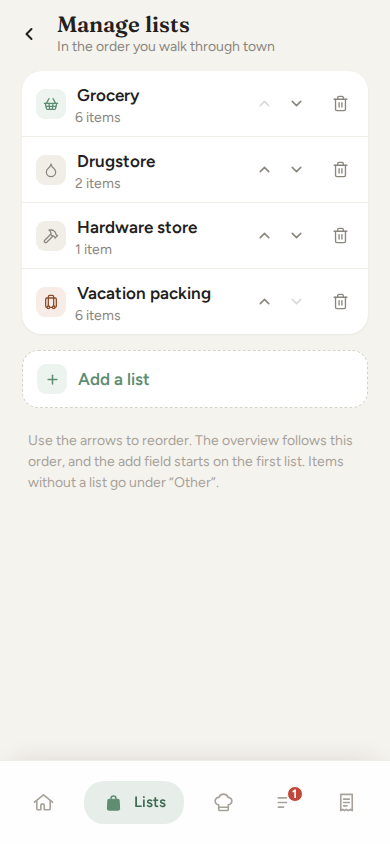 Manage lists
In the order you walk through town
Grocery
6 items
Drugstore
2 items
Hardware store
1 item
Vacation packing
6 items
Add a list
Use the arrows to reorder. The overview follows this
order, and the add field starts on the first list. Items
without a list go under “Other”.
Lists
1